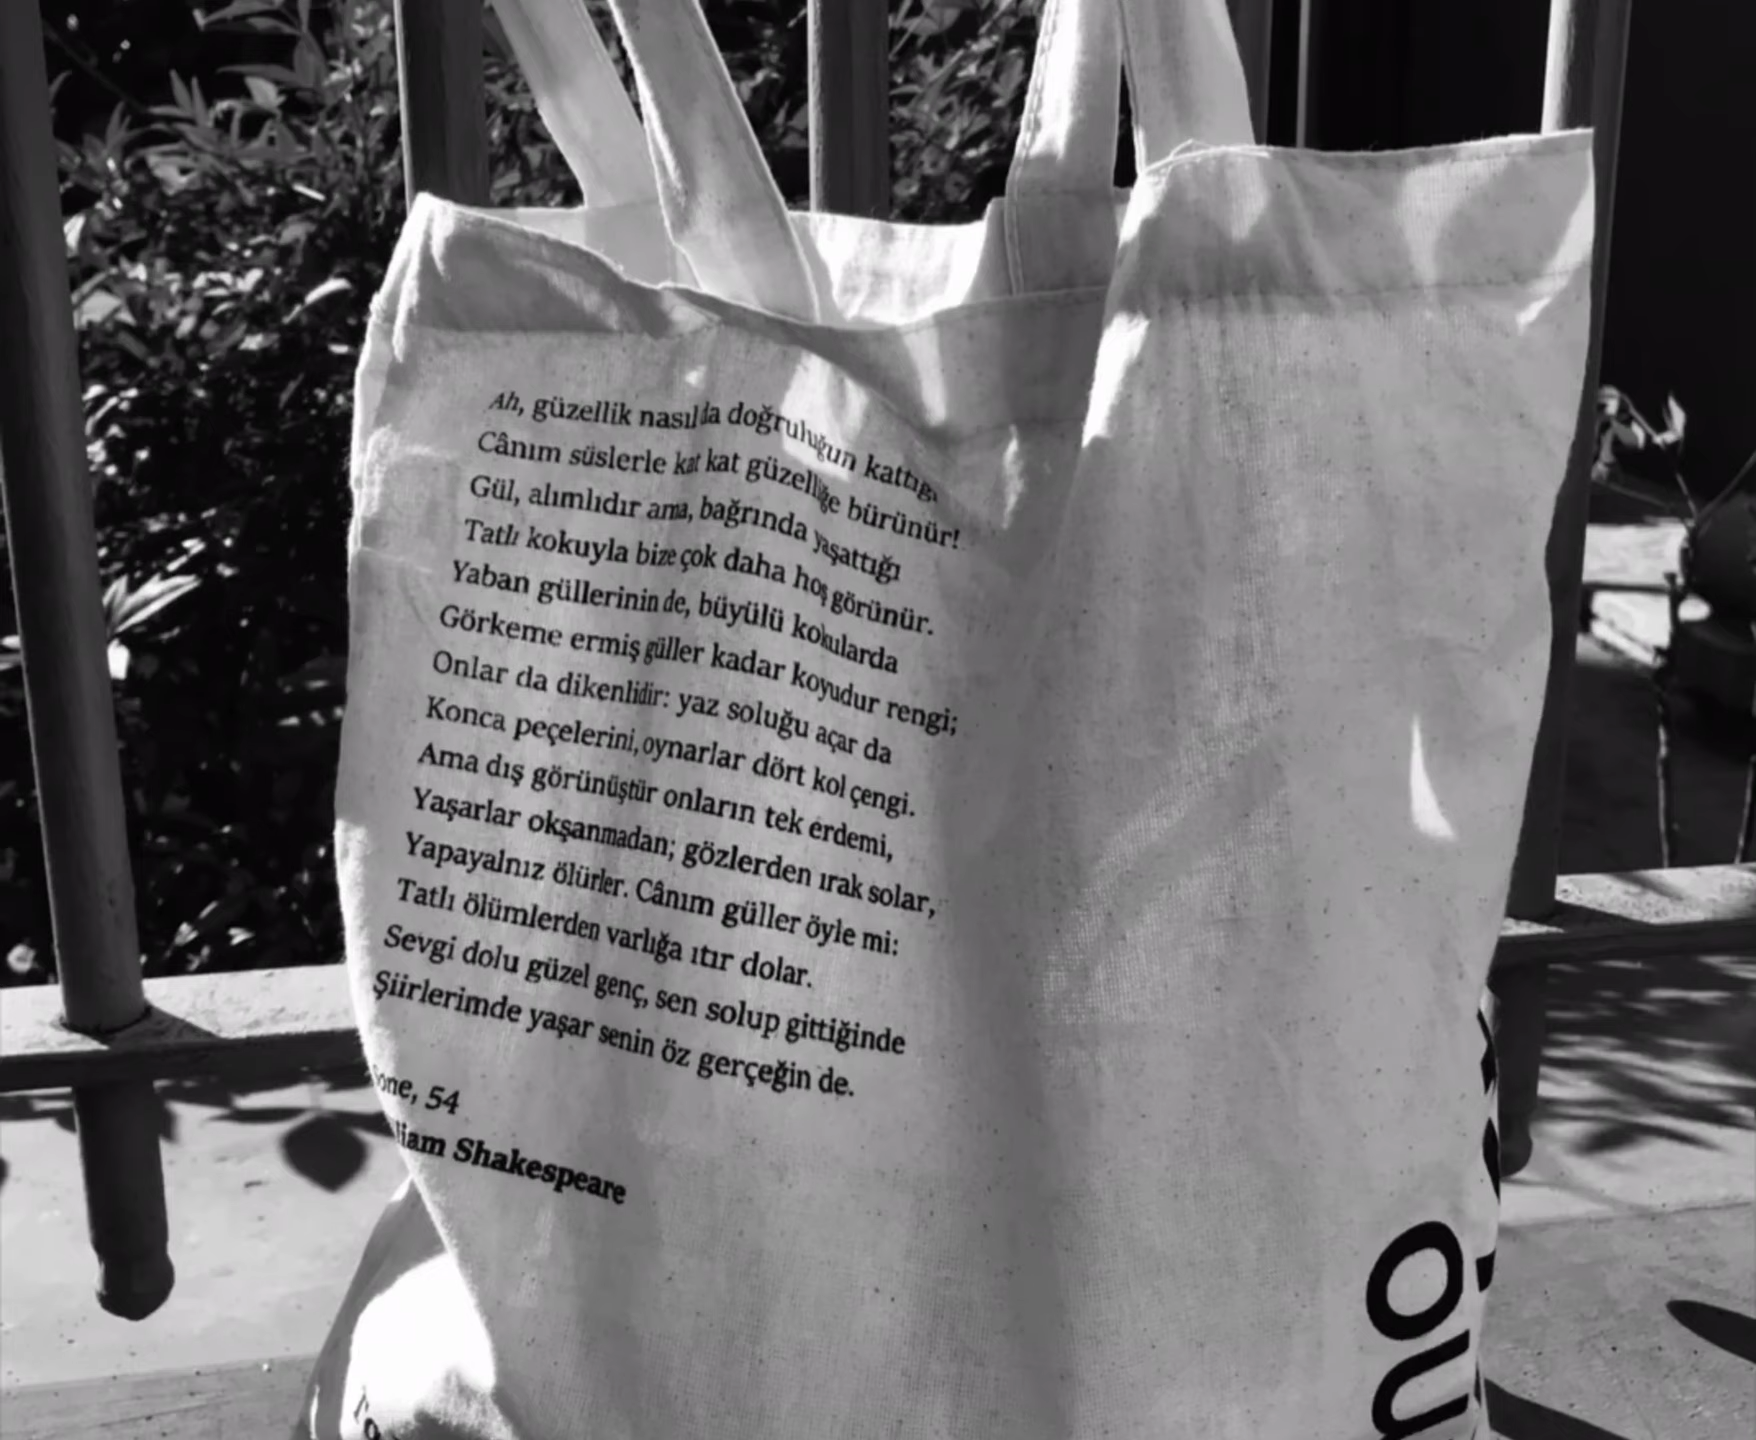 Ah, güzellik nasıl da doğruluğun kattığı
Cânım süslerle kat kat güzelliğe bürünür!
Gül, alımlıdır ama, bağrında yaşattığı
Tatlı kokuyla bize çok daha hoş görünür.
Yaban güllerinin de, büyülü kokularda
Görkeme ermiş güller kadar koyudur rengi;
Onlar da dikenlidir: yaz soluğu açar da
Konca peçelerini, oynarlar dört kol çengi.
Ama dış görünüştür onların tek erdemi,
Yaşarlar okşanmadan; gözlerden ırak solar,
Yapayalnız ölürler. Cânım güller öyle mi:
Tatlı ölümlerden varlığa ıtır dolar.
Sevgi dolu güzel genç, sen solup gittiğinde
Şiirlerimde yaşar senin öz gerçeğin de.
Sone, 54
liam Shakespeare